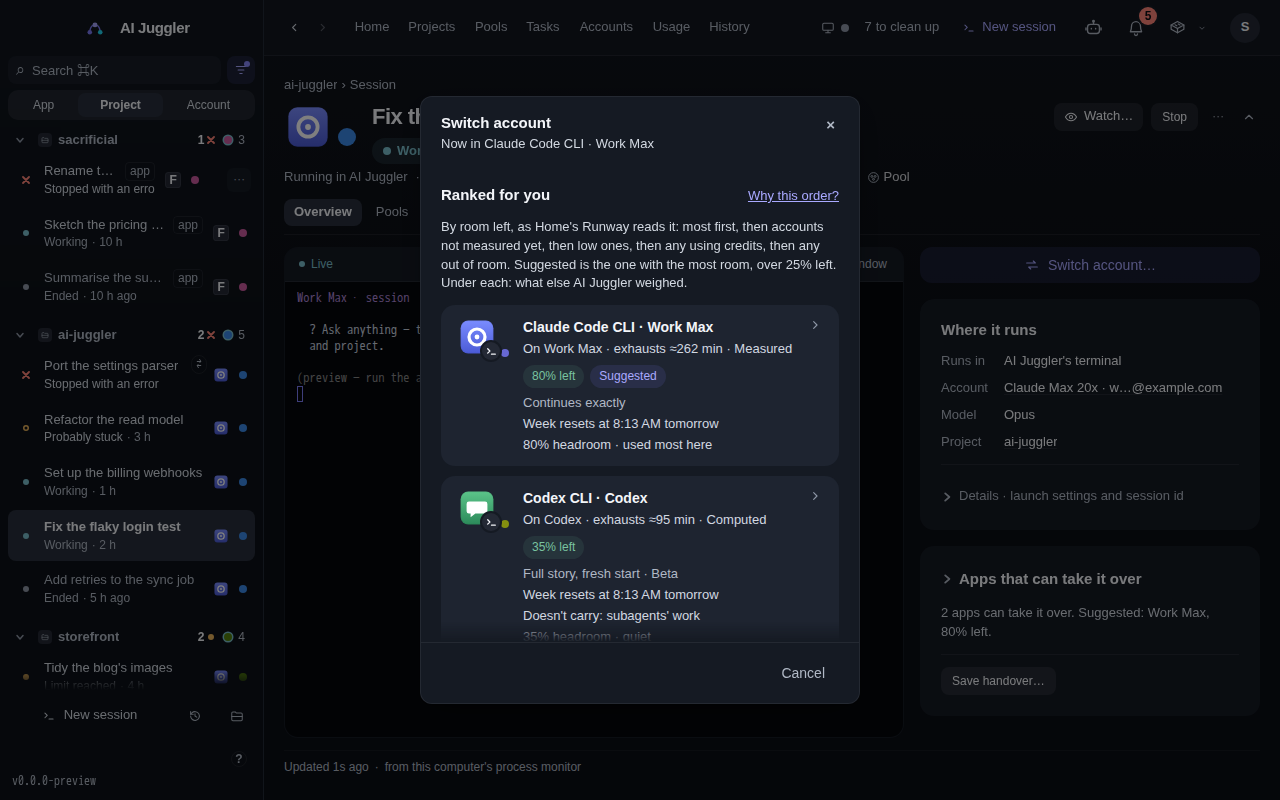 AI Juggler
Search ⌘K
App
Project
Account
sacrificial
1
3
Rename t…
app
Stopped with an erro
F
Sketch the pricing …
app
Working · 10 h
F
Summarise the su…
app
Ended · 10 h ago
F
ai-juggler
2
5
Port the settings parser
Stopped with an error
Refactor the read model
Probably stuck · 3 h
Set up the billing webhooks
Working · 1 h
Fix the flaky login test
Working · 2 h
Add retries to the sync job
Ended · 5 h ago
storefront
2
4
Tidy the blog's images
Limit reached · 4 h
New session
?
v0.0.0-preview
Home
Projects
Pools
Tasks
Accounts
Usage
History
7 to clean up
New session
5
S
ai-juggler › Session
Fix th
Wor
Watch…
Stop
Running in AI Juggler ·
Pool
Overview
Pools
Live
ndow
Work Max · session
? Ask anything — t
and project.
(preview — run the a
Switch account
Now in Claude Code CLI · Work Max
Ranked for you
Why this order?
By room left, as Home's Runway reads it: most first, then accounts
not measured yet, then low ones, then any using credits, then any
out of room. Suggested is the one with the most room, over 25% left.
Under each: what else AI Juggler weighed.
Claude Code CLI · Work Max
On Work Max · exhausts ≈262 min · Measured
80% left
Suggested
Continues exactly
Week resets at 8:13 AM tomorrow
80% headroom · used most here
Codex CLI · Codex
On Codex · exhausts ≈95 min · Computed
35% left
Full story, fresh start · Beta
Week resets at 8:13 AM tomorrow
Doesn't carry: subagents' work
35% headroom · quiet
Cancel
Switch account…
Where it runs
Runs in
AI Juggler's terminal
Account
Claude Max 20x · w…@example.com
Model
Opus
Project
ai-juggler
Details · launch settings and session id
Apps that can take it over
2 apps can take it over. Suggested: Work Max,
80% left.
Save handover…
Updated 1s ago · from this computer's process monitor